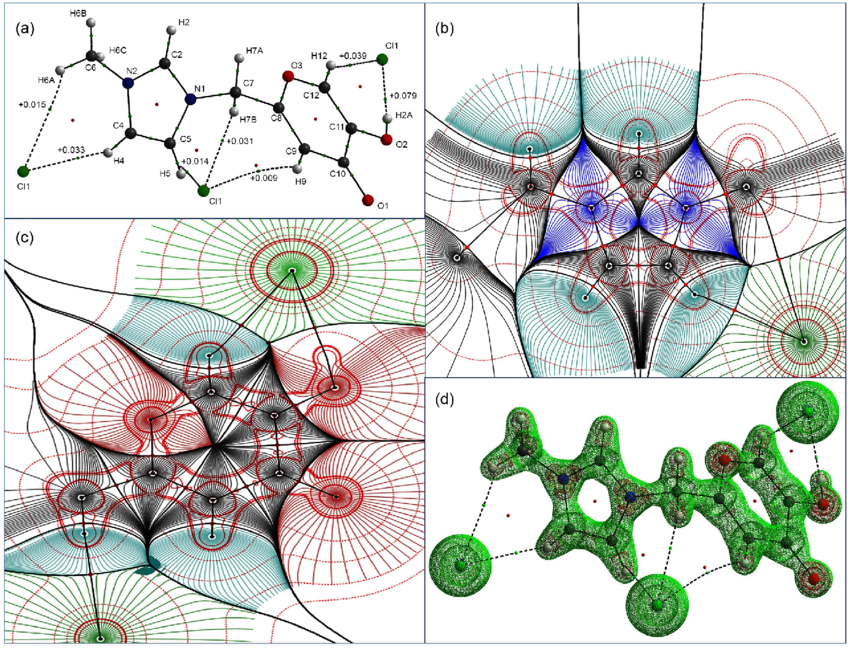 (a)
H6B
H2
H6C
H6A
C6
N2
C2
H7A
O3
H12
+0.039
Cl1
N1
C7
C12
+0.079
+0.015
C8
H7B
C11
H2A
O2
C4
C5
+0.031
C9
C10
+0.033
H4
H5
+0.014
+0.009
H9
Cl1
Cl1
O1
(b)
(c)
(d)